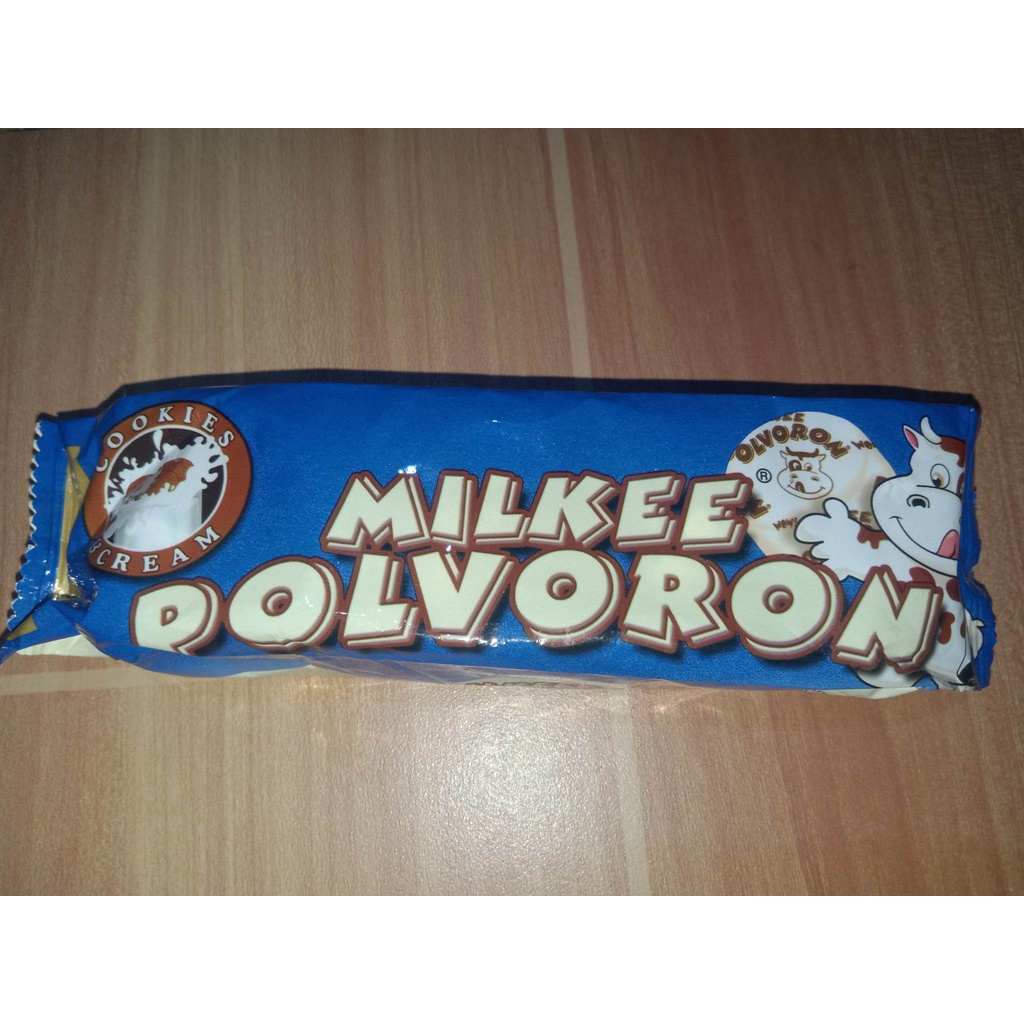 COOKIES
& CREAM
MILKEE
POLVORON
OLVORON
®